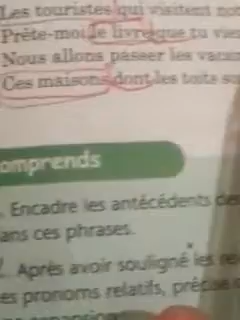 Les touristes qui visitent
Prête-moi le livre que tu
Nous allons passer les
Ces maisons dont les toits
omprends
. Encadre les antécédents
ans ces phrases.
. Après avoir souligné les
es pronoms relatifs,